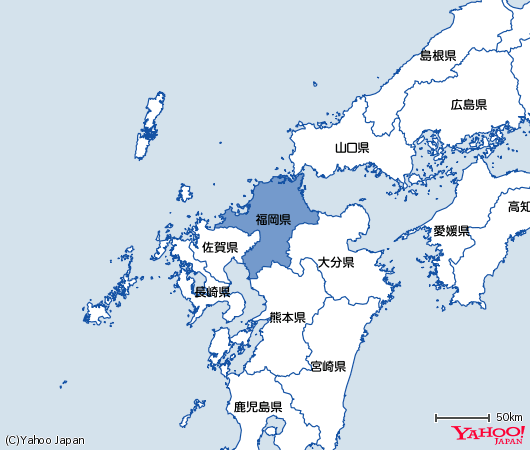 島根県
広島県
山口県
福岡県
高知
愛媛県
佐賀県
大分県
長崎県
熊本県
宮崎県
鹿児島県
50km
(C)Yahoo Japan
YAHOO!
JAPAN